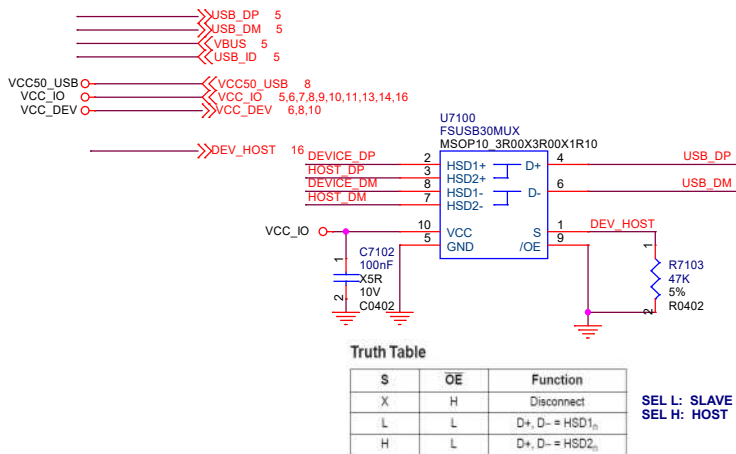 USB_DP 5
USB_DM 5
VBUS 5
USB_ID 5
VCC50_USB VCC50_USB 8
VCC_IO VCC_IO 5,6,7,8,9,10,11,13,14,16
VCC_DEV VCC_DEV 6,8,10
DEV_HOST 16
U7100
FSUSB30MUX
MSOP10_3R00X3R00X1R10
DEVICE_DP 2 HSD1+ D+ 4 USB_DP
HOST_DP 3 HSD2+
DEVICE_DM 8 HSD1- D- 6 USB_DM
HOST_DM 7 HSD2-
VCC_IO 10 VCC S 1 DEV_HOST
5 GND /OE 9
1 C7102
100nF
X5R
10V
2 C0402
1 R7103
47K
5%
2 R0402
Truth Table
S OE Function
X H Disconnect
L L D+, D– = HSD1n
H L D+, D– = HSD2n
SEL L: SLAVE
SEL H: HOST